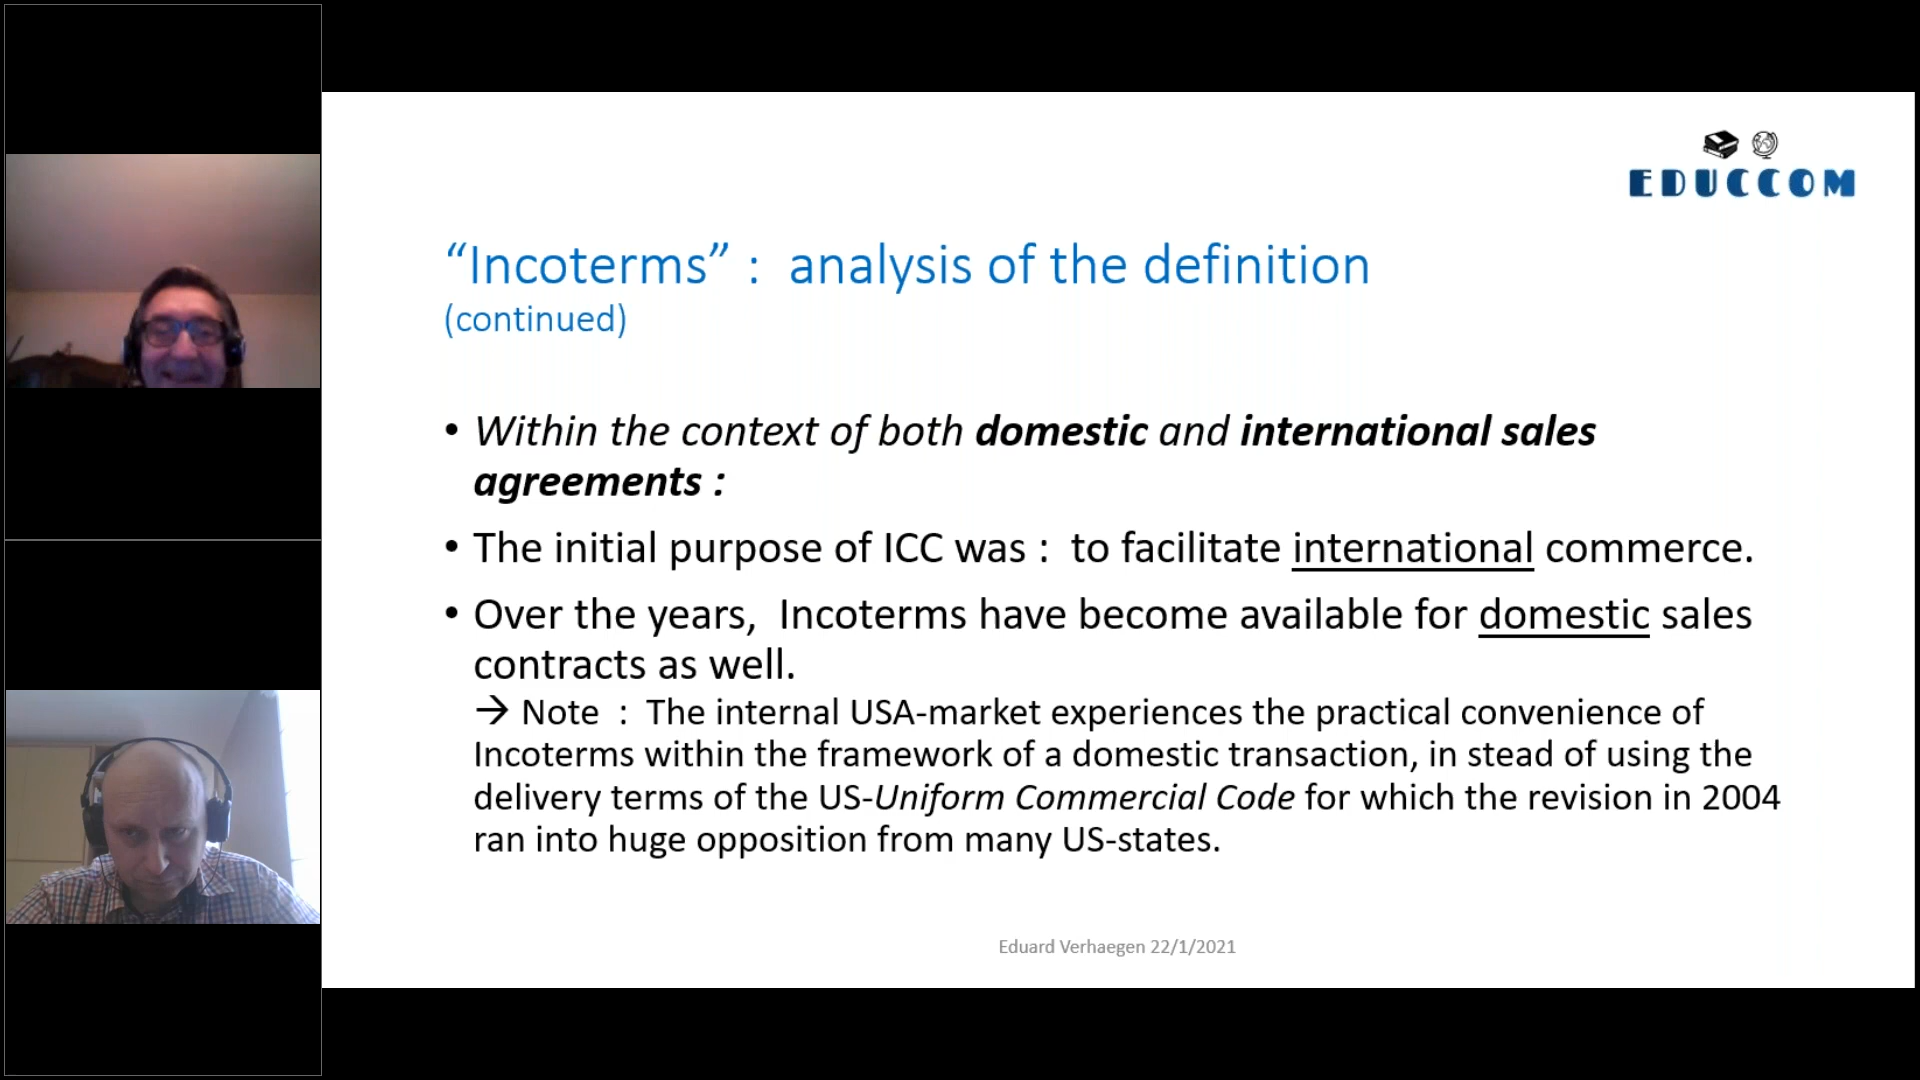 EDUCCOM
“Incoterms” :  analysis of the definition
(continued)
• Within the context of both domestic and international sales
agreements :
• The initial purpose of ICC was :  to facilitate international commerce.
• Over the years,  Incoterms have become available for domestic sales
contracts as well.
→ Note  :  The internal USA-market experiences the practical convenience of
Incoterms within the framework of a domestic transaction, in stead of using the
delivery terms of the US-Uniform Commercial Code for which the revision in 2004
ran into huge opposition from many US-states.
Eduard Verhaegen 22/1/2021